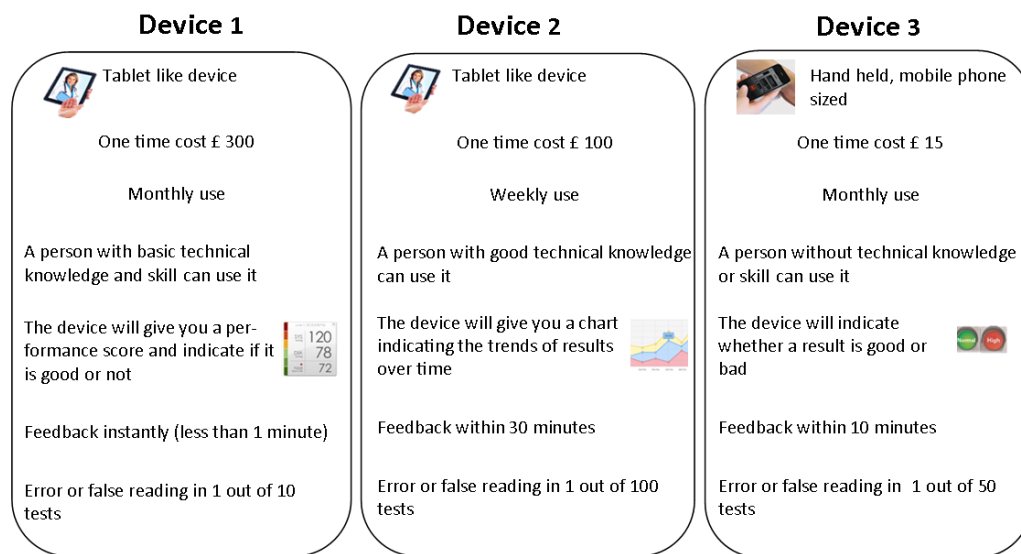 Device 1
Tablet like device
One time cost £ 300
Monthly use
A person with basic technical
knowledge and skill can use it
The device will give you a per-
formance score and indicate if it
is good or not
120
78
72
Feedback instantly (less than 1 minute)
Error or false reading in 1 out of 10
tests
Device 2
Tablet like device
One time cost £ 100
Weekly use
A person with good technical knowledge
can use it
The device will give you a chart
indicating the trends of results
over time
Feedback within 30 minutes
Error or false reading in 1 out of 100
tests
Device 3
Hand held, mobile phone
sized
One time cost £ 15
Monthly use
A person without technical knowledge
or skill can use it
The device will indicate
whether a result is good or
bad
High
Feedback within 10 minutes
Error or false reading in  1 out of 50
tests